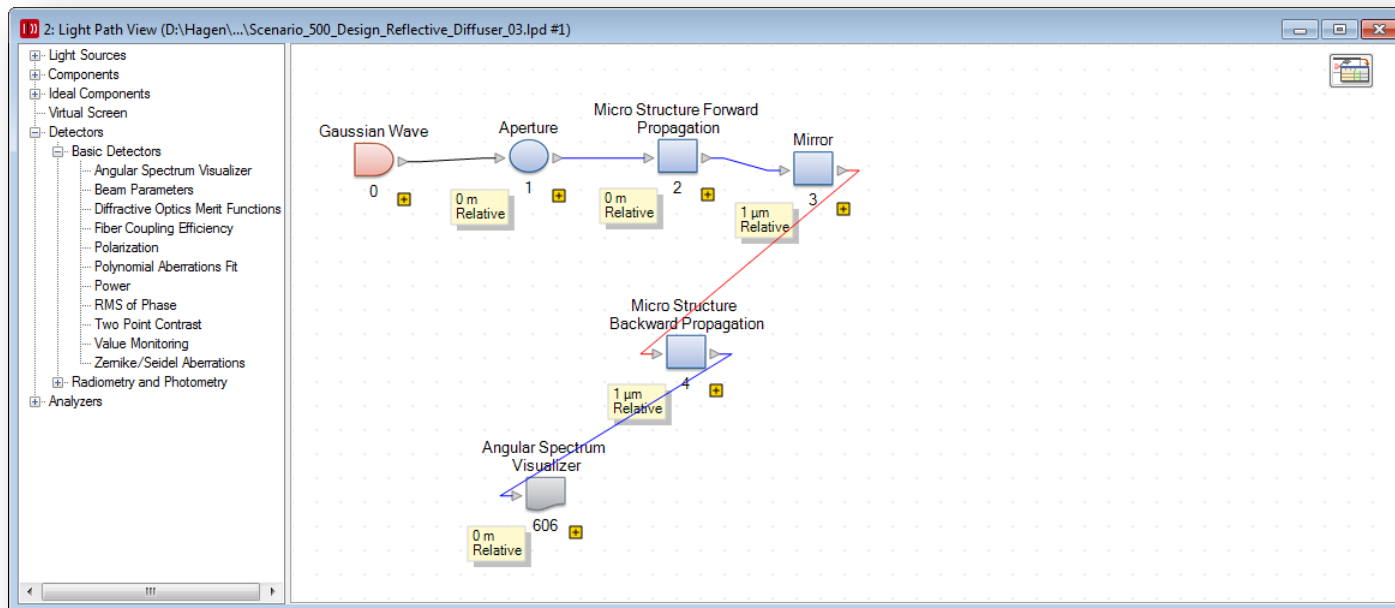 2: Light Path View (D:\Hagen\...\Scenario_500_Design_Reflective_Diffuser_03.lpd #1)
Light Sources
Components
Ideal Components
Virtual Screen
Detectors
Basic Detectors
Angular Spectrum Visualizer
Beam Parameters
Diffractive Optics Merit Functions
Fiber Coupling Efficiency
Polarization
Polynomial Aberrations Fit
Power
RMS of Phase
Two Point Contrast
Value Monitoring
Zernike/Seidel Aberrations
Radiometry and Photometry
Analyzers
Gaussian Wave
0
Aperture
1
0 m
Relative
Micro Structure Forward
Propagation
2
0 m
Relative
Mirror
3
1 µm
Relative
Micro Structure
Backward Propagation
4
1 µm
Relative
Angular Spectrum
Visualizer
606
0 m
Relative